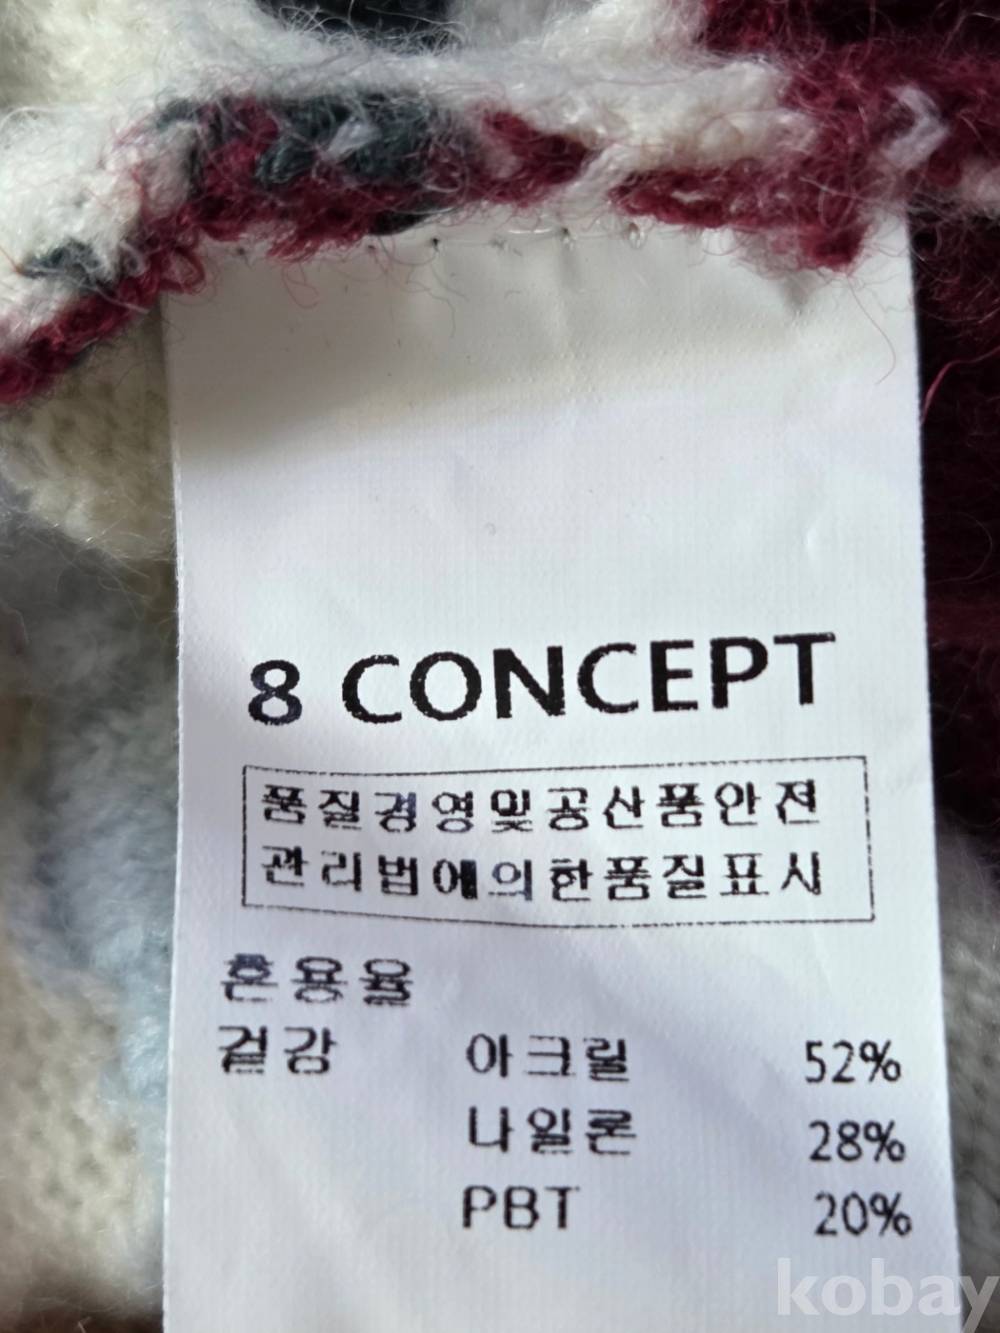 8 CONCEPT
품질경영및공산품안전
관리법에의한품질표시
혼용율
겉감 아크릴 52%
나일론 28%
PBT 20%
kobay